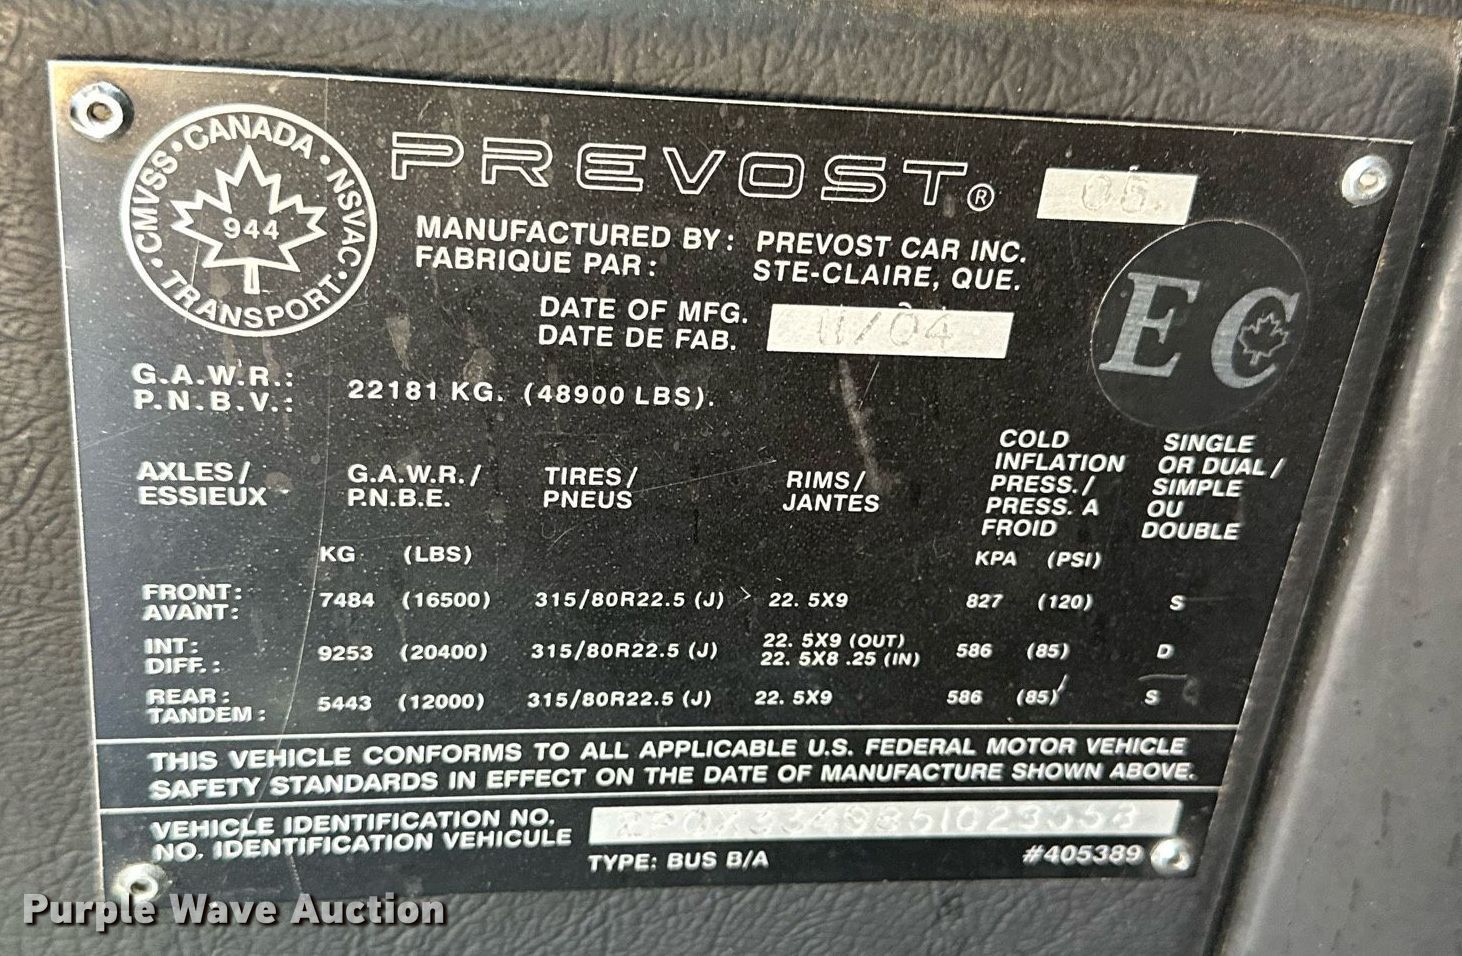 CMVSS • CANADA • NSVAC • TRANSPORT •
944
PREVOST®
05
MANUFACTURED BY: PREVOST CAR INC.
FABRIQUE PAR: STE-CLAIRE, QUE.
DATE OF MFG.
DATE DE FAB. 11/04
EC
G.A.W.R.:
P.N.B.V.: 22181 KG. (48900 LBS).
AXLES/ G.A.W.R./ TIRES/ RIMS/ COLD INFLATION PRESS./ SINGLE OR DUAL/
ESSIEUX P.N.B.E. PNEUS JANTES PRESS. A FROID SIMPLE OU DOUBLE
KG (LBS) KPA (PSI)
FRONT:
AVANT: 7484 (16500) 315/80R22.5 (J) 22. 5X9 827 (120) S
INT: 22. 5X9 (OUT)
DIFF.: 9253 (20400) 315/80R22.5 (J) 22. 5X8 .25 (IN) 586 (85) D
REAR:
TANDEM: 5443 (12000) 315/80R22.5 (J) 22. 5X9 586 (85) S
THIS VEHICLE CONFORMS TO ALL APPLICABLE U.S. FEDERAL MOTOR VEHICLE
SAFETY STANDARDS IN EFFECT ON THE DATE OF MANUFACTURE SHOWN ABOVE.
VEHICLE IDENTIFICATION NO.
NO. IDENTIFICATION VEHICULE
TYPE: BUS B/A #405389
Purple Wave Auction